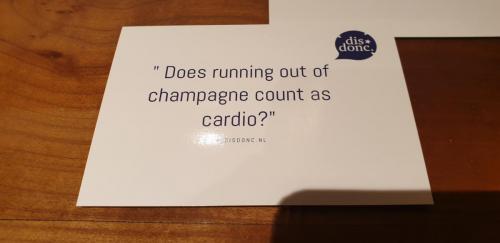 dis
donc.
" Does running out of
champagne count as
cardio?"
DISDONC.NL